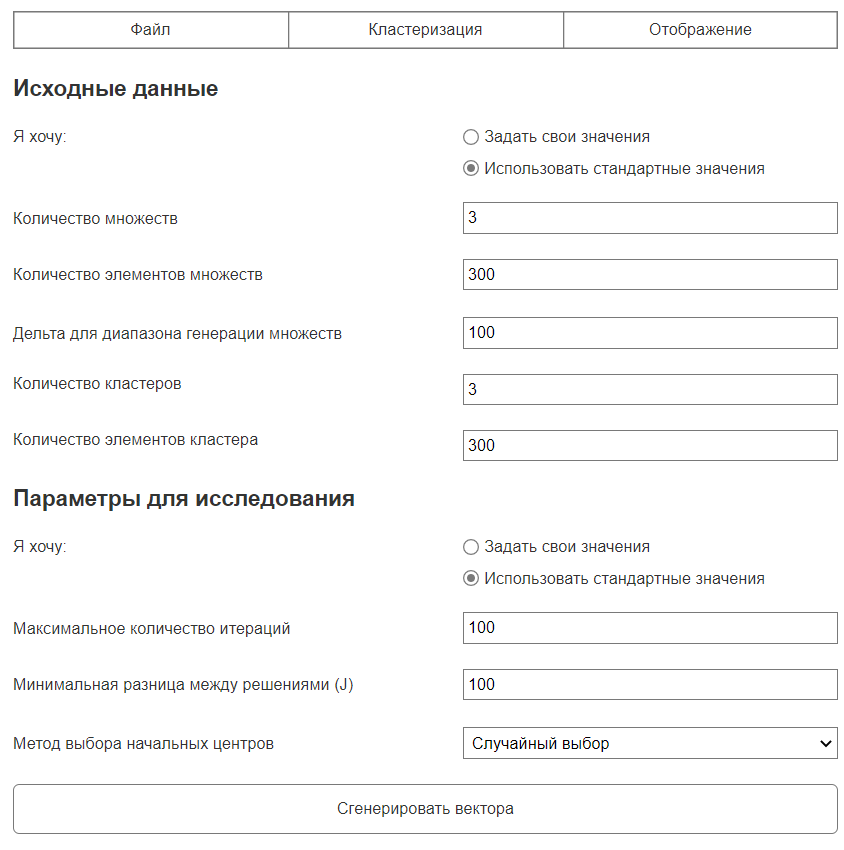 Файл Кластеризация Отображение
Исходные данные
Я хочу: Задать свои значения
Использовать стандартные значения
Количество множеств 3
Количество элементов множеств 300
Дельта для диапазона генерации множеств 100
Количество кластеров 3
Количество элементов кластера 300
Параметры для исследования
Я хочу: Задать свои значения
Использовать стандартные значения
Максимальное количество итераций 100
Минимальная разница между решениями (J) 100
Метод выбора начальных центров Случайный выбор
Сгенерировать вектора